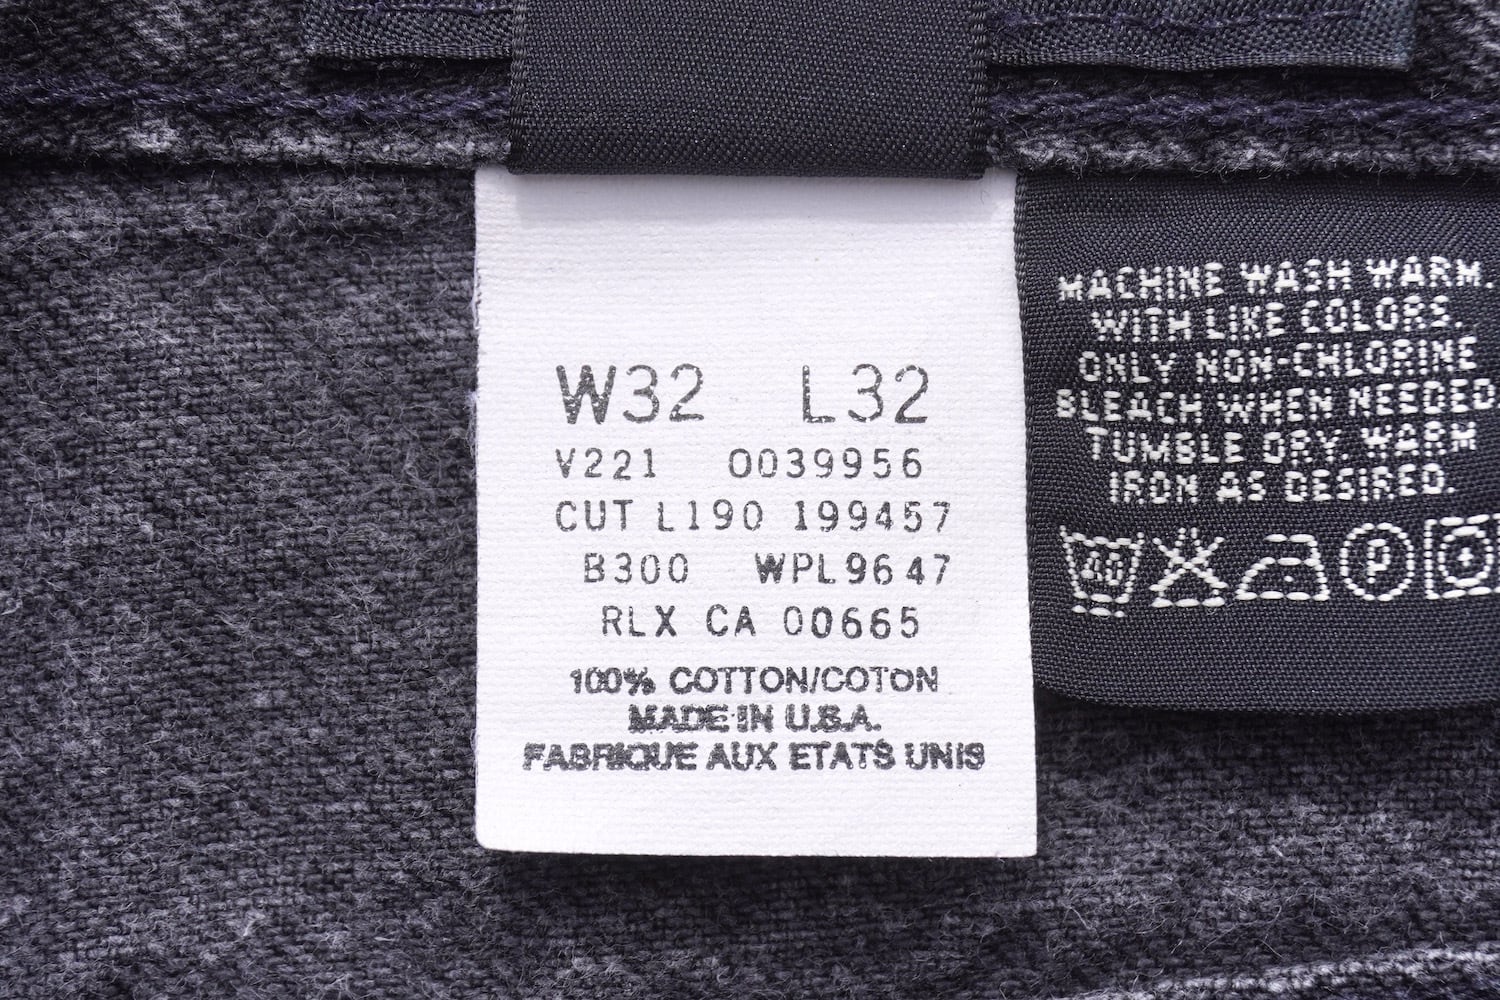 W32 L32
V221 0039956
CUT L190 199457
B300 WPL9647
RLX CA 00665
100% COTTON/COTON
MADE IN U.S.A.
FABRIQUE AUX ETATS UNIS
MACHINE WASH WARM.
WITH LIKE COLORS.
ONLY NON-CHLORINE
BLEACH WHEN NEEDED.
TUMBLE DRY WARM
IRON AS DESIRED.
40
P